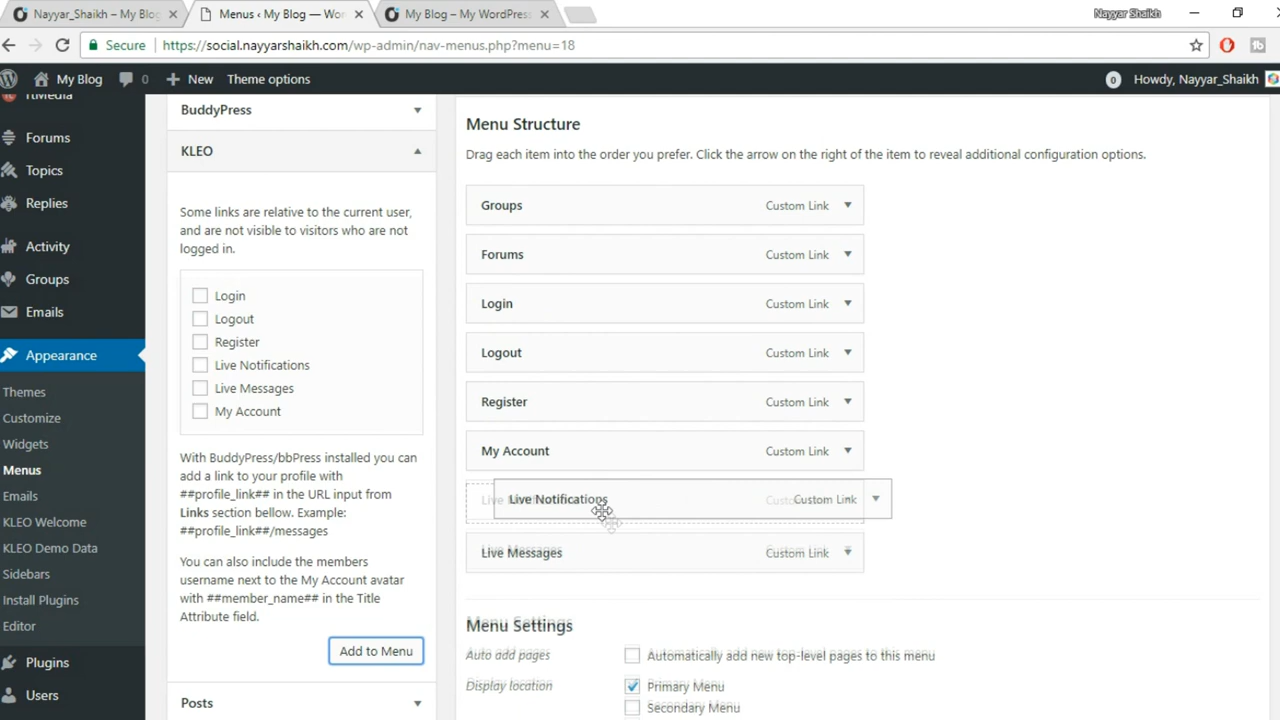 Nayyar_Shaikh – My Blog
Menus ‹ My Blog — Wor
My Blog – My WordPress
Nayyar Shaikh
Secure
https://social.nayyarshaikh.com/wp-admin/nav-menus.php?menu=18
My Blog
0
New
Theme options
0
Howdy, Nayyar_Shaikh
rtMedia
Forums
Topics
Replies
Activity
Groups
Emails
Appearance
Themes
Customize
Widgets
Menus
Emails
KLEO Welcome
KLEO Demo Data
Sidebars
Install Plugins
Editor
Plugins
Users
BuddyPress
KLEO
Some links are relative to the current user,
and are not visible to visitors who are not
logged in.
Login
Logout
Register
Live Notifications
Live Messages
My Account
With BuddyPress/bbPress installed you can
add a link to your profile with
##profile_link## in the URL input from
Links section bellow. Example:
##profile_link##/messages
You can also include the members
username next to the My Account avatar
with ##member_name## in the Title
Attribute field.
Add to Menu
Posts
Menu Structure
Drag each item into the order you prefer. Click the arrow on the right of the item to reveal additional configuration options.
Groups Custom Link
Forums Custom Link
Login Custom Link
Logout Custom Link
Register Custom Link
My Account Custom Link
Live Notifications Custom Link
Live Messages Custom Link
Menu Settings
Auto add pages
Automatically add new top-level pages to this menu
Display location
Primary Menu
Secondary Menu